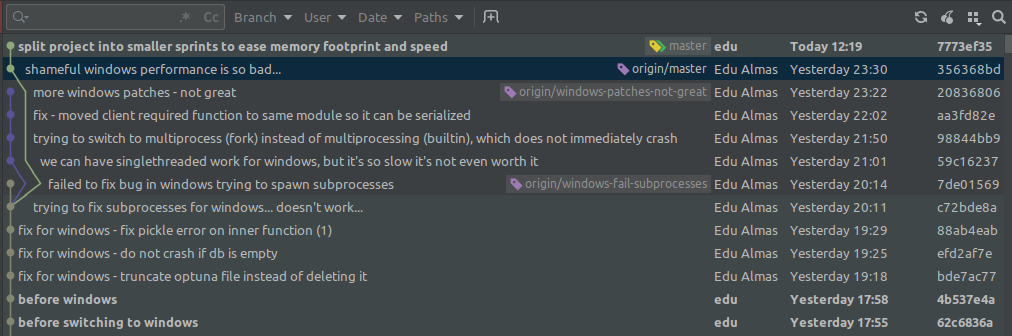 .* Cc Branch User Date Paths
split project into smaller sprints to ease memory footprint and speed master edu Today 12:19 7773ef35
shameful windows performance is so bad... origin/master Edu Almas Yesterday 23:30 356368bd
more windows patches - not great origin/windows-patches-not-great Edu Almas Yesterday 23:22 20836806
fix - moved client required function to same module so it can be serialized Edu Almas Yesterday 22:02 aa3fd82e
trying to switch to multiprocess (fork) instead of multiprocessing (builtin), which does not immediately crash Edu Almas Yesterday 21:50 98844bb9
we can have singlethreaded work for windows, but it's so slow it's not even worth it Edu Almas Yesterday 21:01 59c16237
failed to fix bug in windows trying to spawn subprocesses origin/windows-fail-subprocesses Edu Almas Yesterday 20:14 7de01569
trying to fix subprocesses for windows... doesn't work... Edu Almas Yesterday 20:11 c72bde8a
fix for windows - fix pickle error on inner function (1) Edu Almas Yesterday 19:29 88ab4eab
fix for windows - do not crash if db is empty Edu Almas Yesterday 19:25 efd2af7e
fix for windows - truncate optuna file instead of deleting it Edu Almas Yesterday 19:18 bde7ac77
before windows edu Yesterday 17:58 4b537e4a
before switching to windows edu Yesterday 17:55 62c6836a